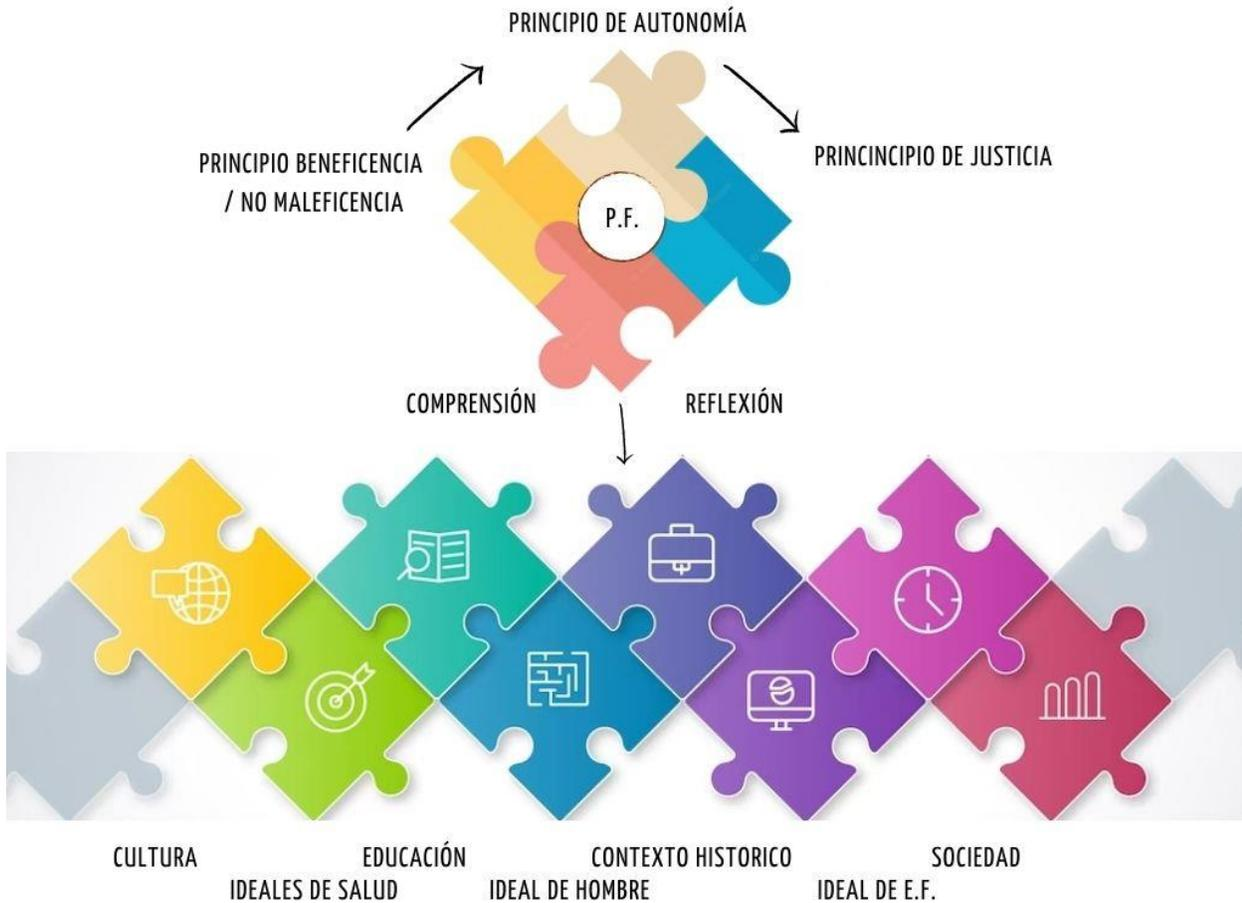 PRINCIPIO DE AUTONOMÍA
PRINCIPIO BENEFICENCIA
/ NO MALEFICENCIA
PRINCINCIPIO DE JUSTICIA
P.F.
COMPRENSIÓN
REFLEXIÓN
CULTURA
EDUCACIÓN
CONTEXTO HISTORICO
SOCIEDAD
IDEALES DE SALUD
IDEAL DE HOMBRE
IDEAL DE E.F.